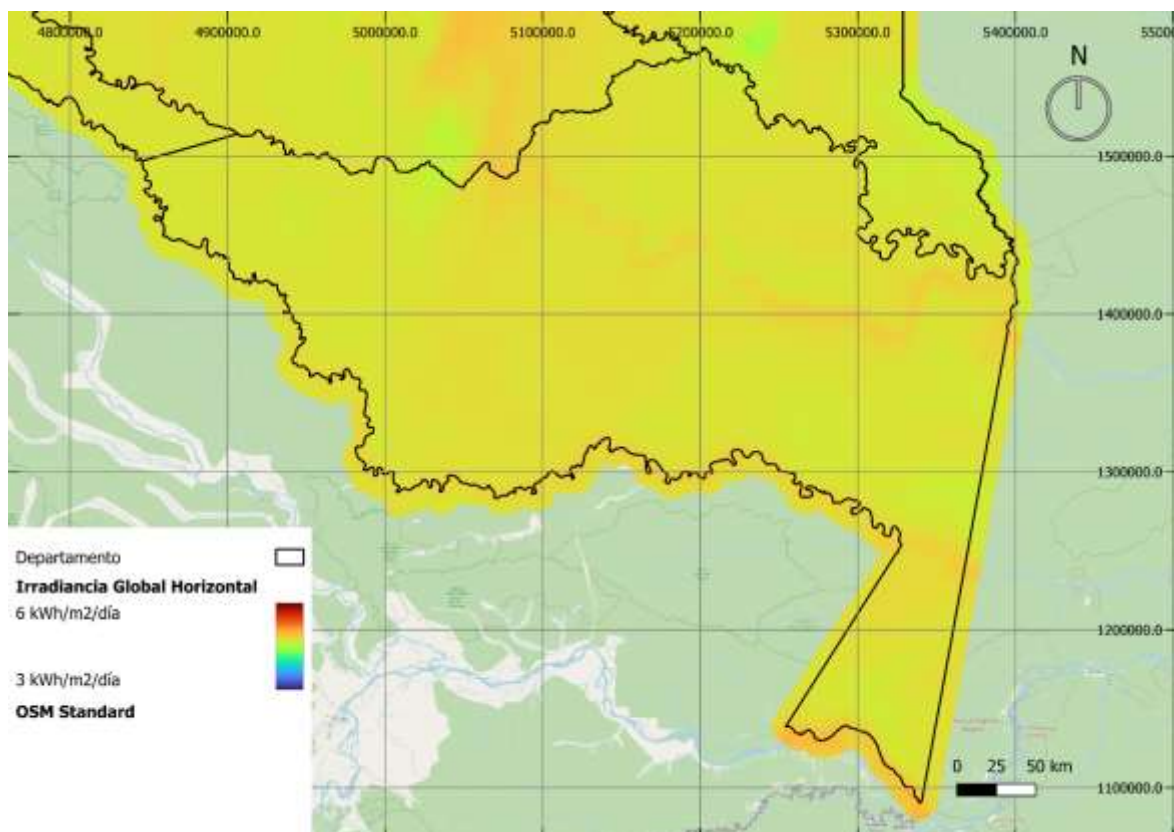 4800000.0 4900000.0 5000000.0 5100000.0 5200000.0 5300000.0 5400000.0
N
1500000.0
1400000.0
1300000.0
Departamento
Irradiancia Global Horizontal
6 kWh/m2/día
3 kWh/m2/día
OSM Standard
1200000.0
0 25 50 km
1100000.0